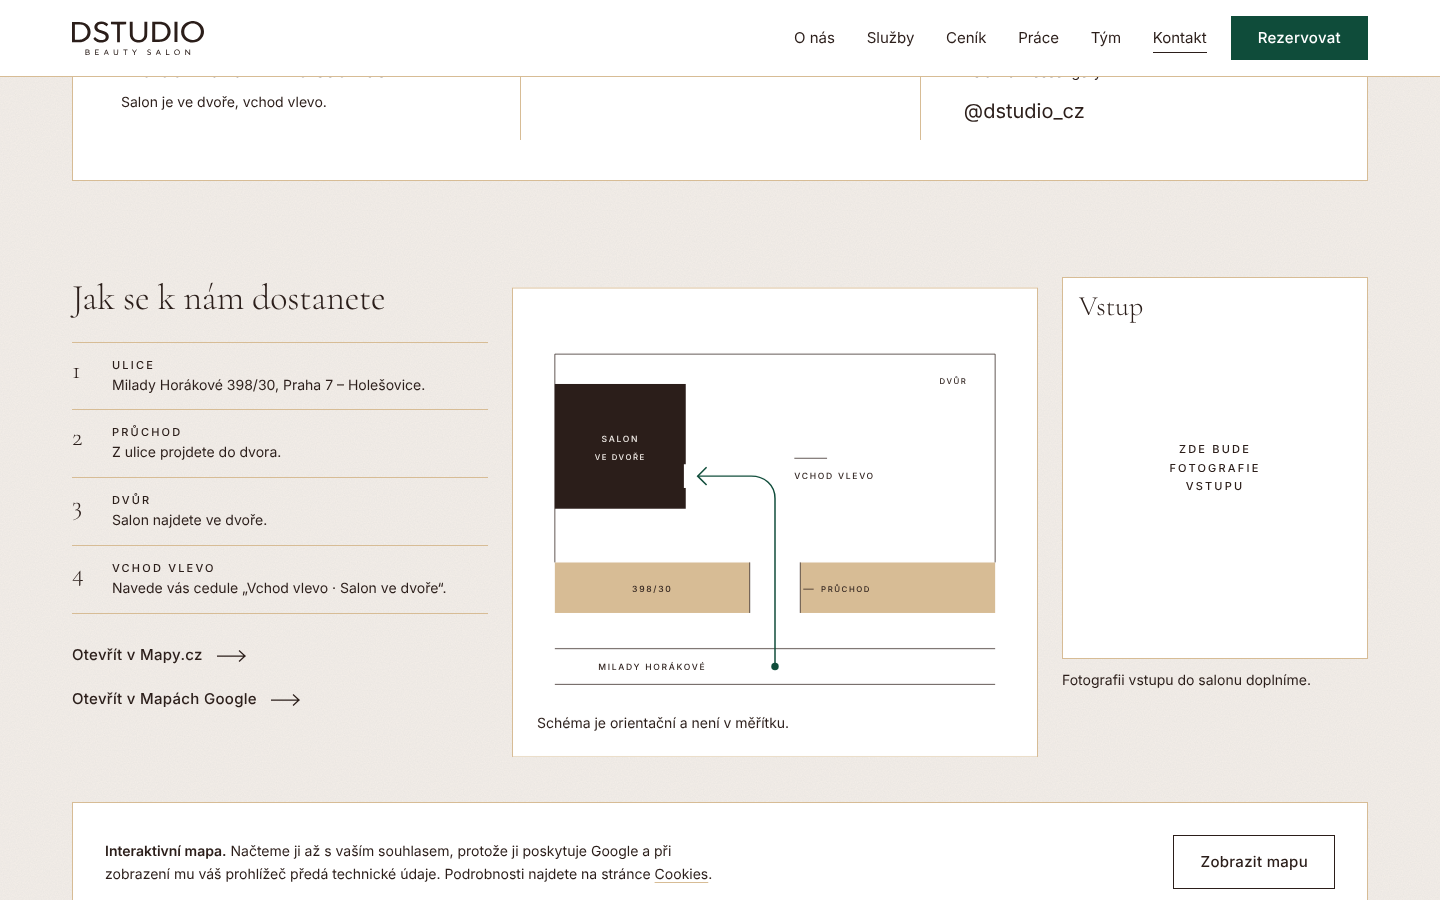 DSTUDIO
BEAUTY SALON
O nás
Služby
Ceník
Práce
Tým
Kontakt
Rezervovat
Salon je ve dvoře, vchod vlevo.
@dstudio_cz
Jak se k nám dostanete
1
ULICE
Milady Horákové 398/30, Praha 7 – Holešovice.
2
PRŮCHOD
Z ulice projdete do dvora.
3
DVŮR
Salon najdete ve dvoře.
4
VCHOD VLEVO
Navede vás cedule „Vchod vlevo · Salon ve dvoře“.
Otevřít v Mapy.cz
Otevřít v Mapách Google
DVŮR
SALON
VE DVOŘE
VCHOD VLEVO
398/30
PRŮCHOD
MILADY HORÁKOVÉ
Schéma je orientační a není v měřítku.
Vstup
ZDE BUDE
FOTOGRAFIE
VSTUPU
Fotografii vstupu do salonu doplníme.
Interaktivní mapa. Načteme ji až s vaším souhlasem, protože ji poskytuje Google a při
zobrazení mu váš prohlížeč předá technické údaje. Podrobnosti najdete na stránce Cookies.
Zobrazit mapu